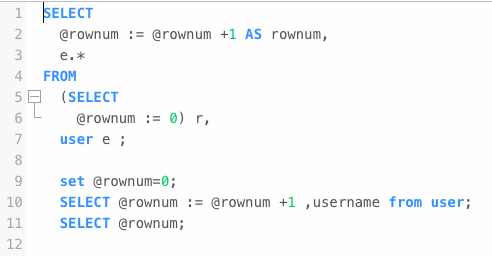 1 SELECT
2 @rownum := @rownum +1 AS rownum,
3 e.*
4 FROM
5 (SELECT
6 @rownum := 0) r,
7 user e ;
8
9 set @rownum=0;
10 SELECT @rownum := @rownum +1 ,username from user;
11 SELECT @rownum;
12